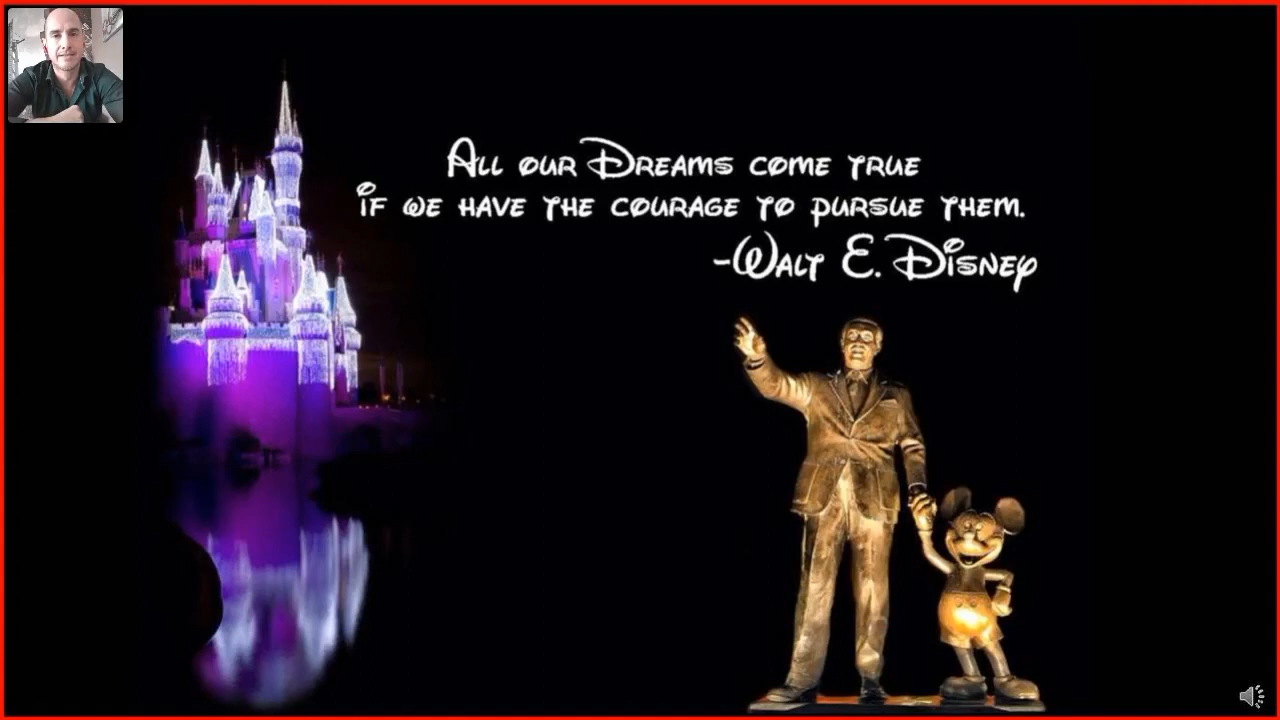 All our Dreams come true
if we have the courage to pursue them.
-Walt E. Disney